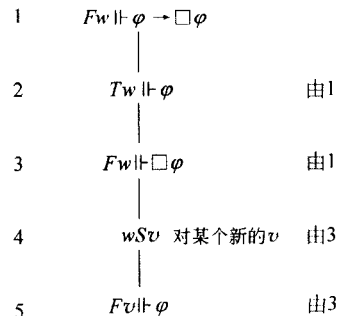 1 Fw ⊩ φ → □φ
2 Tw ⊩ φ 由1
3 Fw ⊩ □φ 由1
4 wSv 对某个新的v 由3
5 Fv ⊩ φ 由3